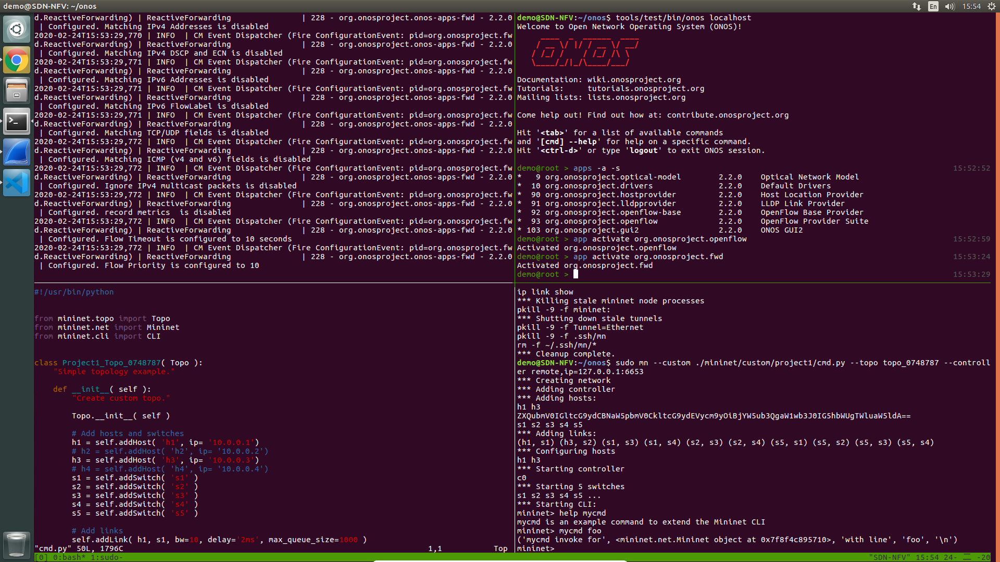 demo@SDN-NFV: ~/onos
En
15:54
d.ReactiveForwarding) | ReactiveForwarding | 228 - org.onosproject.onos-apps-fwd - 2.2.0
| Configured. Matching IPv4 Addresses is disabled
2020-02-24T15:53:29,770 | INFO | CM Event Dispatcher (Fire ConfigurationEvent: pid=org.onosproject.fw
d.ReactiveForwarding) | ReactiveForwarding | 228 - org.onosproject.onos-apps-fwd - 2.2.0
| Configured. Matching IPv4 DSCP and ECN is disabled
2020-02-24T15:53:29,771 | INFO | CM Event Dispatcher (Fire ConfigurationEvent: pid=org.onosproject.fw
d.ReactiveForwarding) | ReactiveForwarding | 228 - org.onosproject.onos-apps-fwd - 2.2.0
| Configured. Matching IPv6 Addresses is disabled
2020-02-24T15:53:29,771 | INFO | CM Event Dispatcher (Fire ConfigurationEvent: pid=org.onosproject.fw
d.ReactiveForwarding) | ReactiveForwarding | 228 - org.onosproject.onos-apps-fwd - 2.2.0
| Configured. Matching IPv6 FlowLabel is disabled
2020-02-24T15:53:29,771 | INFO | CM Event Dispatcher (Fire ConfigurationEvent: pid=org.onosproject.fw
d.ReactiveForwarding) | ReactiveForwarding | 228 - org.onosproject.onos-apps-fwd - 2.2.0
| Configured. Matching TCP/UDP fields is disabled
2020-02-24T15:53:29,772 | INFO | CM Event Dispatcher (Fire ConfigurationEvent: pid=org.onosproject.fw
d.ReactiveForwarding) | ReactiveForwarding | 228 - org.onosproject.onos-apps-fwd - 2.2.0
| Configured. Matching ICMP (v4 and v6) fields is disabled
2020-02-24T15:53:29,772 | INFO | CM Event Dispatcher (Fire ConfigurationEvent: pid=org.onosproject.fw
d.ReactiveForwarding) | ReactiveForwarding | 228 - org.onosproject.onos-apps-fwd - 2.2.0
| Configured. Ignore IPv4 multicast packets is disabled
2020-02-24T15:53:29,772 | INFO | CM Event Dispatcher (Fire ConfigurationEvent: pid=org.onosproject.fw
d.ReactiveForwarding) | ReactiveForwarding | 228 - org.onosproject.onos-apps-fwd - 2.2.0
| Configured. record metrics  is disabled
2020-02-24T15:53:29,772 | INFO | CM Event Dispatcher (Fire ConfigurationEvent: pid=org.onosproject.fw
d.ReactiveForwarding) | ReactiveForwarding | 228 - org.onosproject.onos-apps-fwd - 2.2.0
| Configured. Flow Timeout is configured to 10 seconds
2020-02-24T15:53:29,772 | INFO | CM Event Dispatcher (Fire ConfigurationEvent: pid=org.onosproject.fw
d.ReactiveForwarding) | ReactiveForwarding | 228 - org.onosproject.onos-apps-fwd - 2.2.0
| Configured. Flow Priority is configured to 10
demo@SDN-NFV:~/onos$ tools/test/bin/onos localhost
Welcome to Open Network Operating System (ONOS)!
     ____  _  ______  ____
    / __ \/ |/ / __ \/ __/
   / /_/ /    / /_/ /\ \
   \____/_/|_/\____/___/
Documentation: wiki.onosproject.org
Tutorials: tutorials.onosproject.org
Mailing lists: lists.onosproject.org
Come help out! Find out how at: contribute.onosproject.org
Hit '<tab>' for a list of available commands
and '[cmd] --help' for help on a specific command.
Hit '<ctrl-d>' or type 'logout' to exit ONOS session.
demo@root > apps -a -s 15:52:52
* 9 org.onosproject.optical-model 2.2.0 Optical Network Model
* 10 org.onosproject.drivers 2.2.0 Default Drivers
* 90 org.onosproject.hostprovider 2.2.0 Host Location Provider
* 91 org.onosproject.lldpprovider 2.2.0 LLDP Link Provider
* 92 org.onosproject.openflow-base 2.2.0 OpenFlow Base Provider
* 93 org.onosproject.openflow 2.2.0 OpenFlow Provider Suite
* 103 org.onosproject.gui2 2.2.0 ONOS GUI2
demo@root > app activate org.onosproject.openflow 15:52:59
Activated org.onosproject.openflow
demo@root > app activate org.onosproject.fwd 15:53:24
Activated org.onosproject.fwd
demo@root > 15:53:29
#!/usr/bin/python
from mininet.topo import Topo
from mininet.net import Mininet
from mininet.cli import CLI
class Project1_Topo_0748787( Topo ):
"Simple topology example."
def __init__( self ):
"Create custom topo."
Topo.__init__( self )
# Add hosts and switches
h1 = self.addHost( 'h1', ip= '10.0.0.1')
# h2 = self.addHost( 'h2', ip= '10.0.0.2')
h3 = self.addHost( 'h3', ip= '10.0.0.3')
# h4 = self.addHost( 'h4', ip= '10.0.0.4')
s1 = self.addSwitch( 's1' )
s2 = self.addSwitch( 's2' )
s3 = self.addSwitch( 's3' )
s4 = self.addSwitch( 's4' )
s5 = self.addSwitch( 's5' )
# Add links
self.addLink( h1, s1, bw=10, delay='2ms', max_queue_size=1000 )
"cmd.py" 50L, 1796C 1,1 Top
ip link show
*** Killing stale mininet node processes
pkill -9 -f mininet:
*** Shutting down stale tunnels
pkill -9 -f Tunnel=Ethernet
pkill -9 -f .ssh/mn
rm -f ~/.ssh/mn/*
*** Cleanup complete.
demo@SDN-NFV:~/onos$ sudo mn --custom ./mininet/custom/project1/cmd.py --topo topo_0748787 --controll
er remote,ip=127.0.0.1:6653
*** Creating network
*** Adding controller
*** Adding hosts:
h1 h3
ZXQubmV0IGltcG9ydCBNaW5pbmV0CkltcG9ydEVycm9yOiBjYW5ub3QgaW1wb3J0IG5hbWUgTWluaW5ldA==
s1 s2 s3 s4 s5
*** Adding links:
(h1, s1) (h3, s2) (s1, s3) (s1, s4) (s2, s3) (s2, s4) (s5, s1) (s5, s2) (s5, s3) (s5, s4)
*** Configuring hosts
h1 h3
*** Starting controller
c0
*** Starting 5 switches
s1 s2 s3 s4 s5 ...
*** Starting CLI:
mininet> help mycmd
mycmd is an example command to extend the Mininet CLI
mininet> mycmd foo
('mycmd invoke for', <mininet.net.Mininet object at 0x7f8f4c895710>, 'with line', 'foo', '\n')
mininet>
[0] 0:bash* 1:sudo- "SDN-NFV" 15:54 24- 二 -20